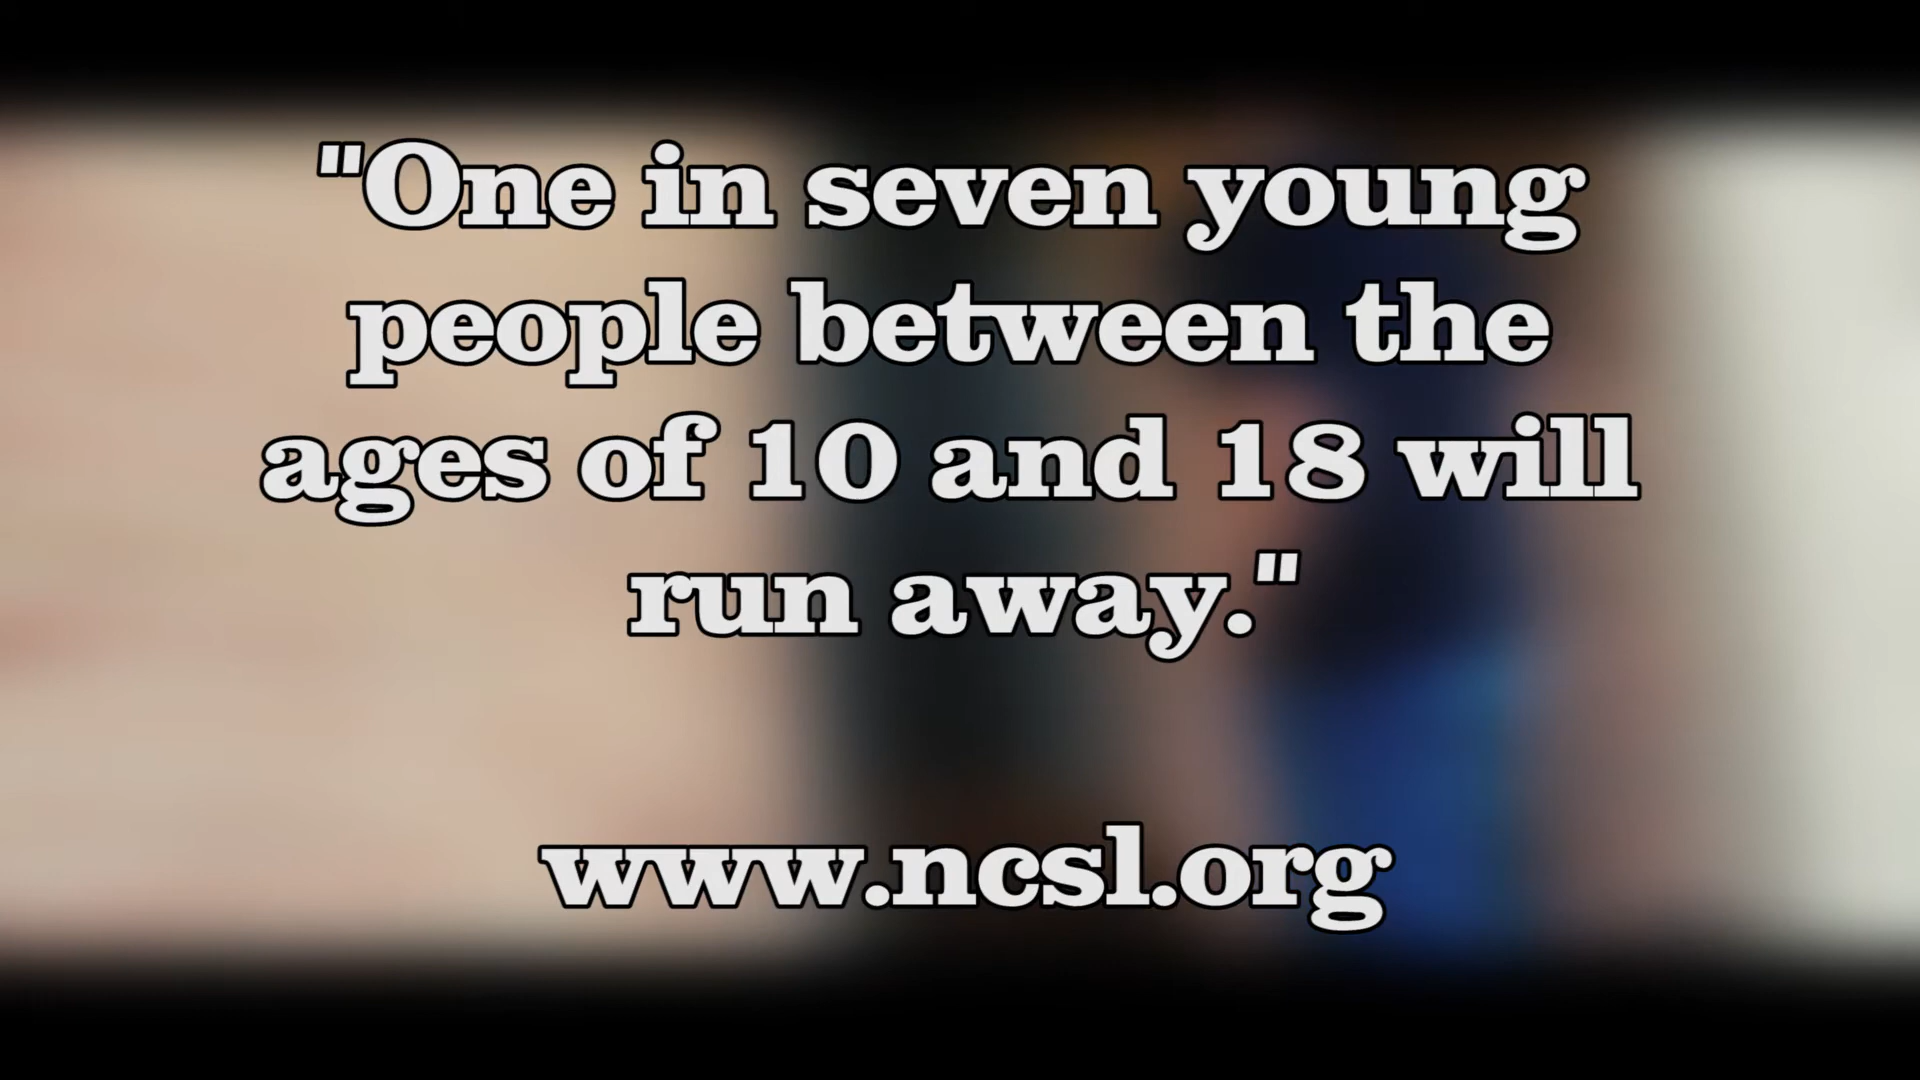 "One in seven young
people between the
ages of 10 and 18 will
run away."
www.ncsl.org